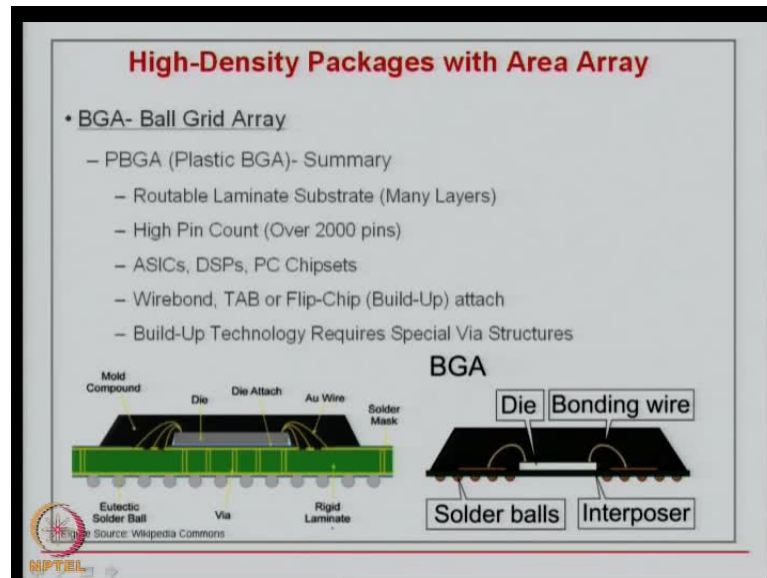 High-Density Packages with Area Array
• BGA- Ball Grid Array
– PBGA (Plastic BGA)- Summary
– Routable Laminate Substrate (Many Layers)
– High Pin Count (Over 2000 pins)
– ASICs, DSPs, PC Chipsets
– Wirebond, TAB or Flip-Chip (Build-Up) attach
– Build-Up Technology Requires Special Via Structures
Mold
Compound
Die
Die Attach
Au Wire
Solder
Mask
Eutectic
Solder Ball
Via
Rigid
Laminate
BGA
Die
Bonding wire
Solder balls
Interposer
Source: Wikipedia Commons
NPTEL